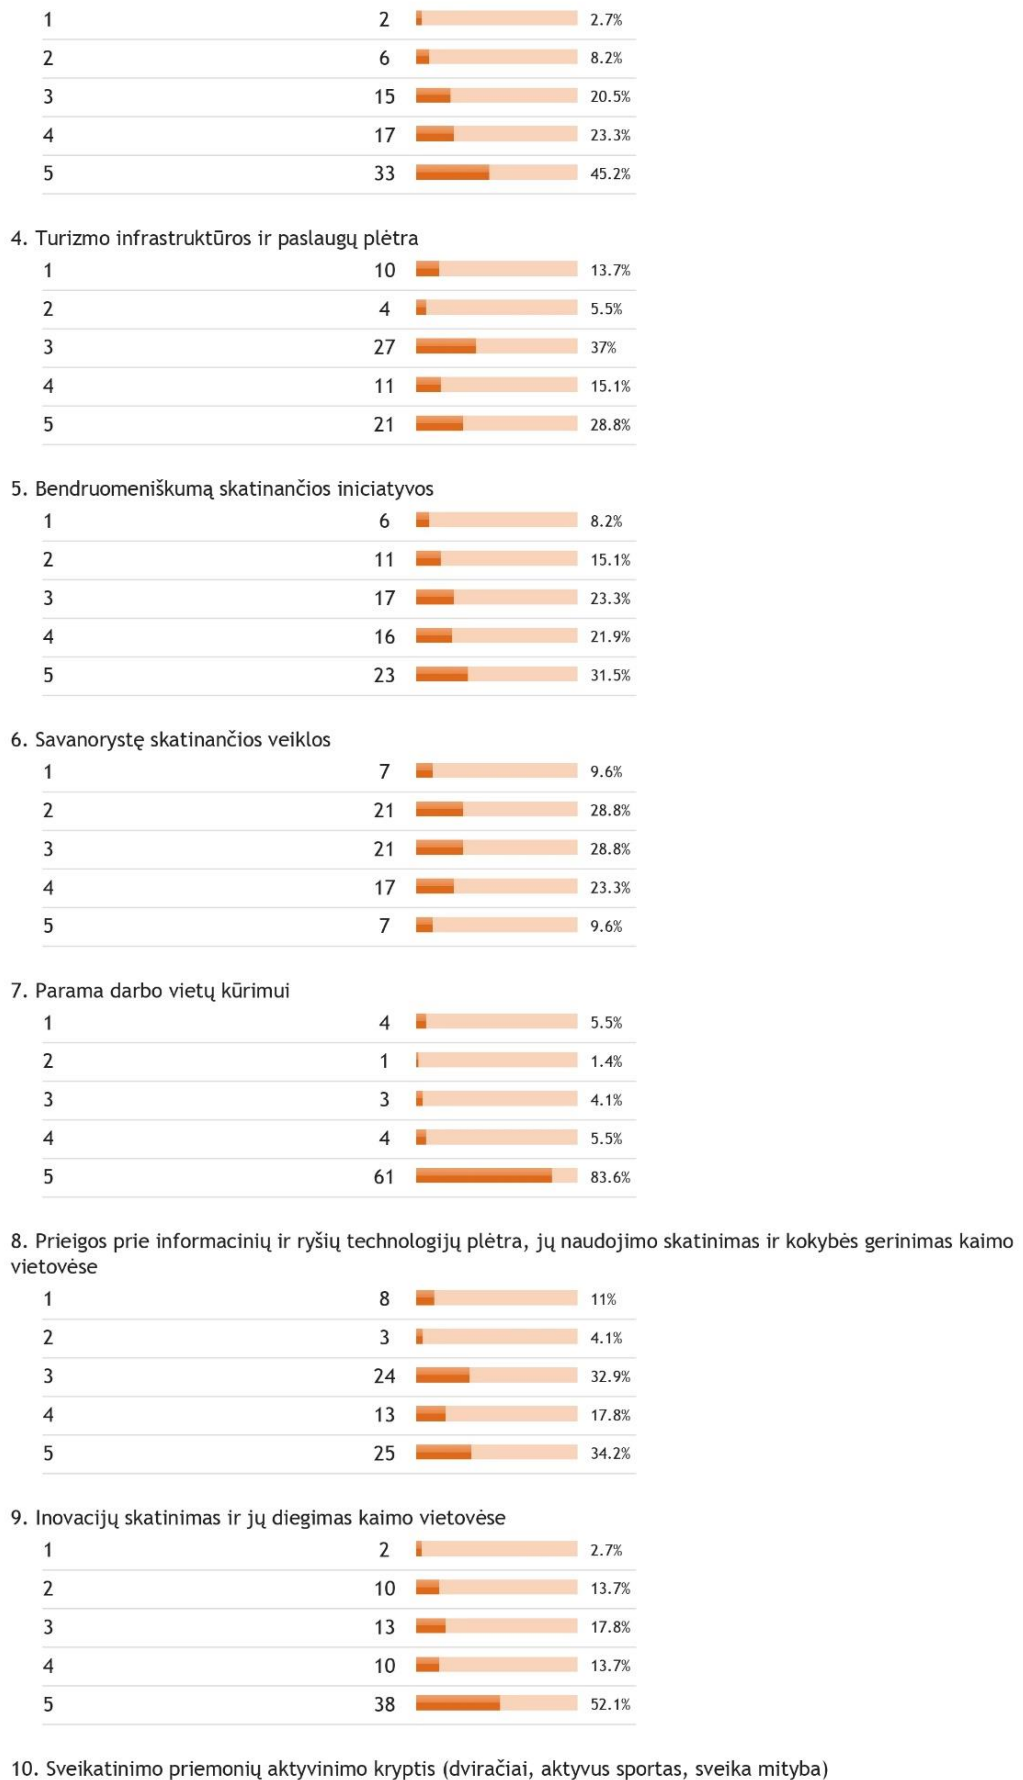 1 2 2.7%
2 6 8.2%
3 15 20.5%
4 17 23.3%
5 33 45.2%
4. Turizmo infrastruktūros ir paslaugų plėtra
1 10 13.7%
2 4 5.5%
3 27 37%
4 11 15.1%
5 21 28.8%
5. Bendruomeniškumą skatinančios iniciatyvos
1 6 8.2%
2 11 15.1%
3 17 23.3%
4 16 21.9%
5 23 31.5%
6. Savanorystę skatinančios veiklos
1 7 9.6%
2 21 28.8%
3 21 28.8%
4 17 23.3%
5 7 9.6%
7. Parama darbo vietų kūrimui
1 4 5.5%
2 1 1.4%
3 3 4.1%
4 4 5.5%
5 61 83.6%
8. Prieigos prie informacinių ir ryšių technologijų plėtra, jų naudojimo skatinimas ir kokybės gerinimas kaimo
vietovėse
1 8 11%
2 3 4.1%
3 24 32.9%
4 13 17.8%
5 25 34.2%
9. Inovacijų skatinimas ir jų diegimas kaimo vietovėse
1 2 2.7%
2 10 13.7%
3 13 17.8%
4 10 13.7%
5 38 52.1%
10. Sveikatinimo priemonių aktyvinimo kryptis (dviračiai, aktyvus sportas, sveika mityba)